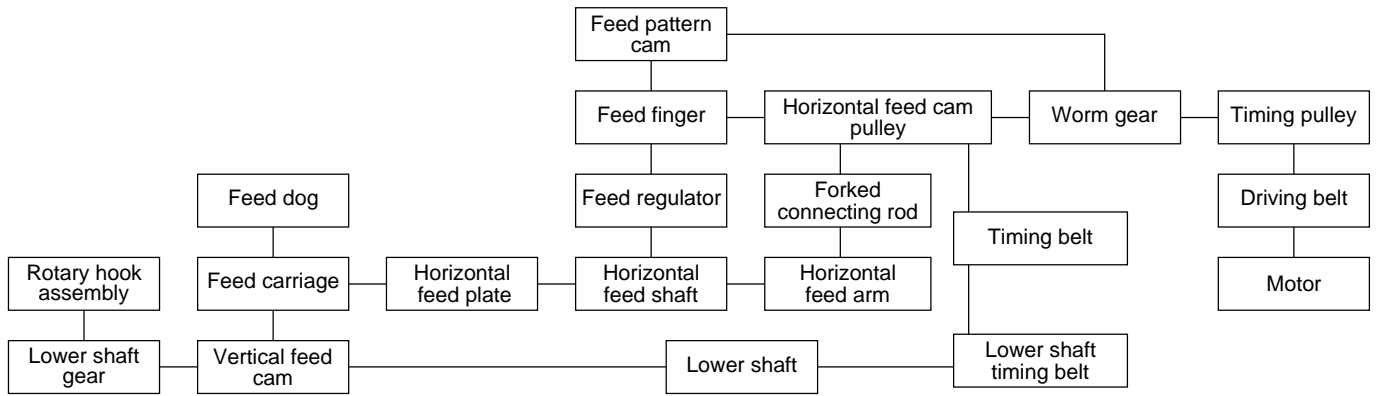 Feed pattern
cam
Feed finger
Horizontal feed cam
pulley
Worm gear
Timing pulley
Feed dog
Feed regulator
Forked
connecting rod
Driving belt
Timing belt
Rotary hook
assembly
Feed carriage
Horizontal
feed plate
Horizontal
feed shaft
Horizontal
feed arm
Motor
Lower shaft
gear
Vertical feed
cam
Lower shaft
Lower shaft
timing belt